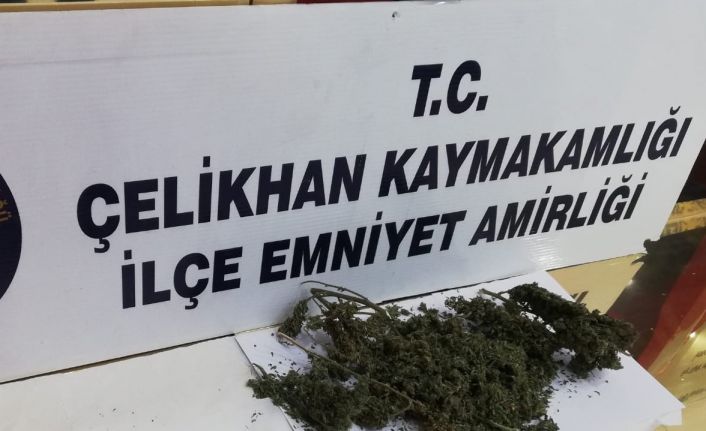 T.C.
ÇELİKHAN KAYMAKAMLIĞI
İLÇE EMNİYET AMİRLİĞİ